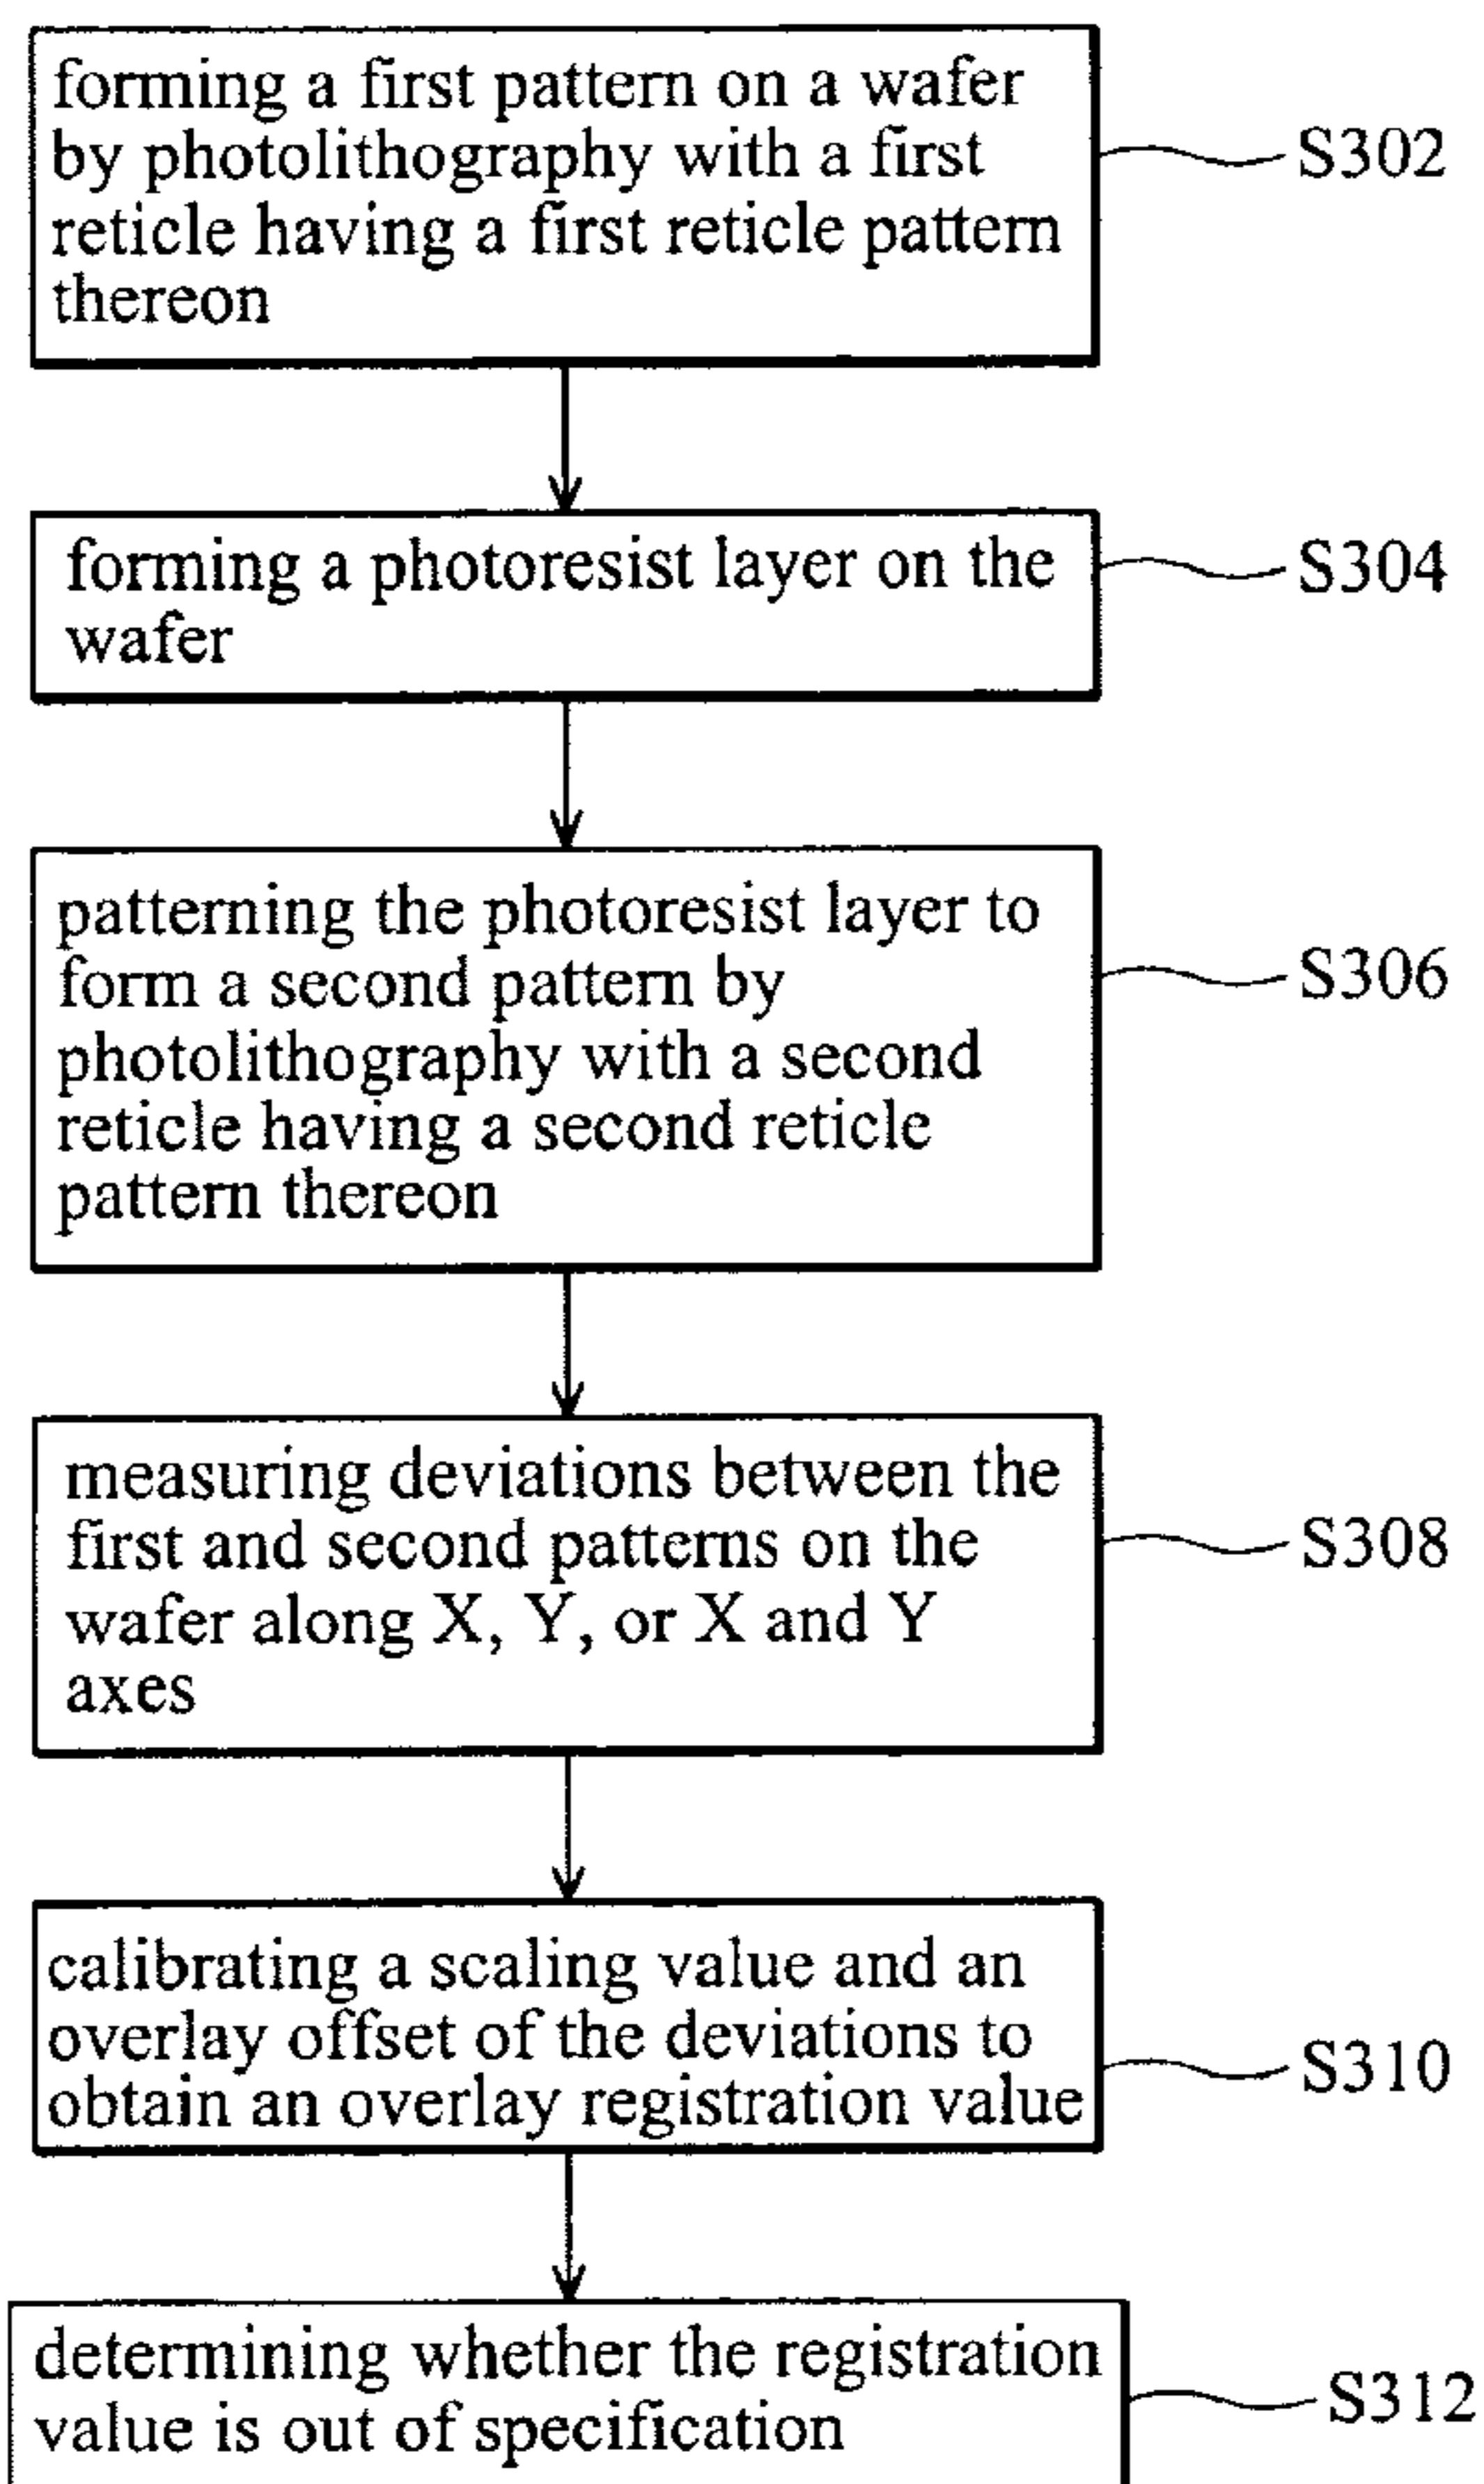 forming a first pattern on a wafer
by photolithography with a first
reticle having a first reticle pattern
thereon
S302
forming a photoresist layer on the
wafer
S304
patterning the photoresist layer to
form a second pattern by
photolithography with a second
reticle having a second reticle
pattern thereon
S306
measuring deviations between the
first and second patterns on the
wafer along X, Y, or X and Y
axes
S308
calibrating a scaling value and an
overlay offset of the deviations to
obtain an overlay registration value
S310
determining whether the registration
value is out of specification
S312